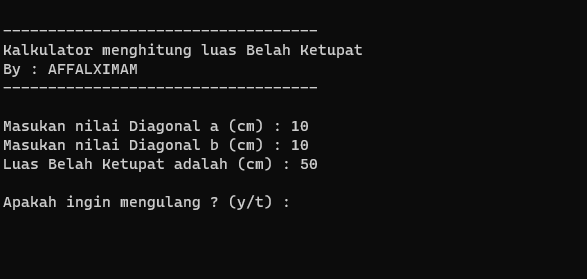 -----------------------------------
Kalkulator menghitung luas Belah Ketupat
By : AFFALXIMAM
-----------------------------------
Masukan nilai Diagonal a (cm) : 10
Masukan nilai Diagonal b (cm) : 10
Luas Belah Ketupat adalah (cm) : 50
Apakah ingin mengulang ? (y/t) :